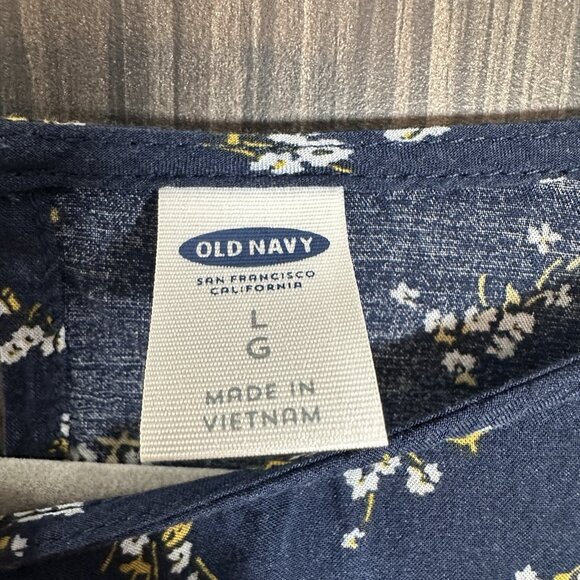 OLD NAVY
SAN FRANCISCO
CALIFORNIA
L
G
MADE IN
VIETNAM